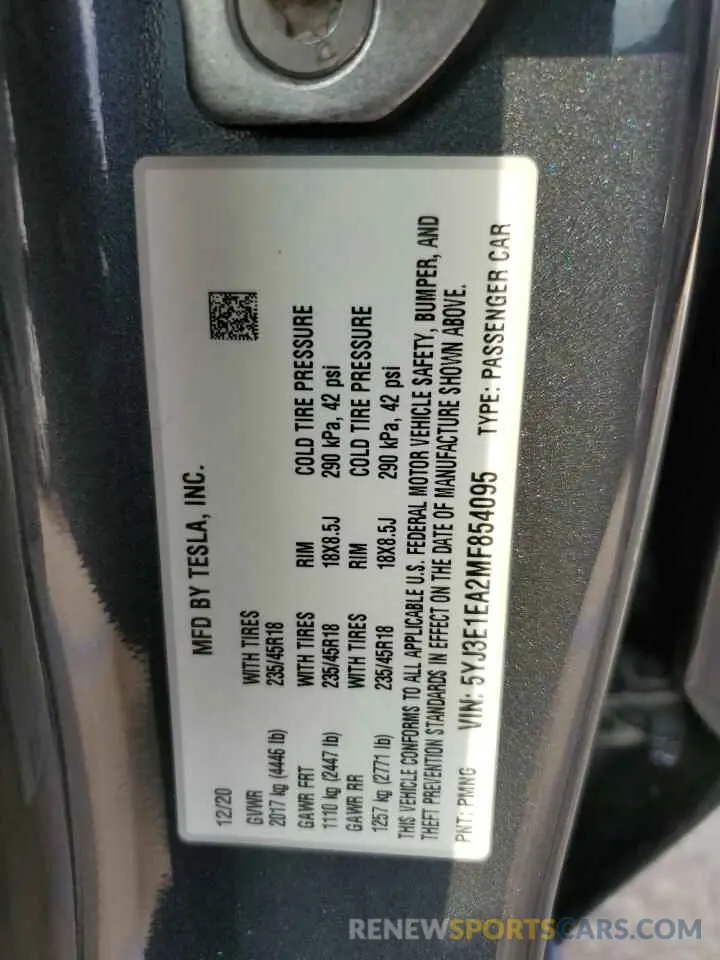 MFD BY TESLA, INC.
12/20
GVWR WITH TIRES
2017 kg (4446 lb) 235/45R18
GAWR FRT WITH TIRES RIM COLD TIRE PRESSURE
1110 kg (2447 lb) 235/45R18 18X8.5J 290 kPa, 42 psi
GAWR RR WITH TIRES RIM COLD TIRE PRESSURE
1257 kg (2771 lb) 235/45R18 18X8.5J 290 kPa, 42 psi
THIS VEHICLE CONFORMS TO ALL APPLICABLE U.S. FEDERAL MOTOR VEHICLE SAFETY, BUMPER, AND
THEFT PREVENTION STANDARDS IN EFFECT ON THE DATE OF MANUFACTURE SHOWN ABOVE.
PNT: PMNG VIN: 5YJ3E1EA2MF854095 TYPE: PASSENGER CAR
RENEWSPORTSCARS.COM